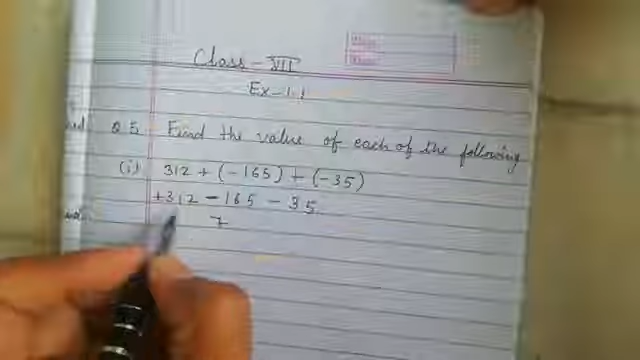 Class - VII
Ex - 1.1
Q 5. Find the value of each of the following
(i) 312 + (-165) + (-35)
+312 - 165 - 35
7